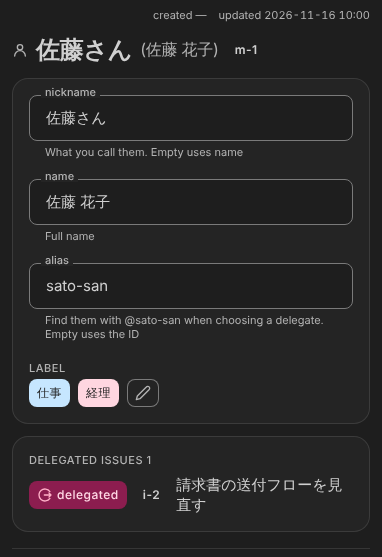 created — updated 2026-11-16 10:00
佐藤さん (佐藤 花子) m-1
nickname
佐藤さん
What you call them. Empty uses name
name
佐藤 花子
Full name
alias
sato-san
Find them with @sato-san when choosing a delegate.
Empty uses the ID
LABEL
仕事 経理
DELEGATED ISSUES 1
delegated i-2 請求書の送付フローを見
直す